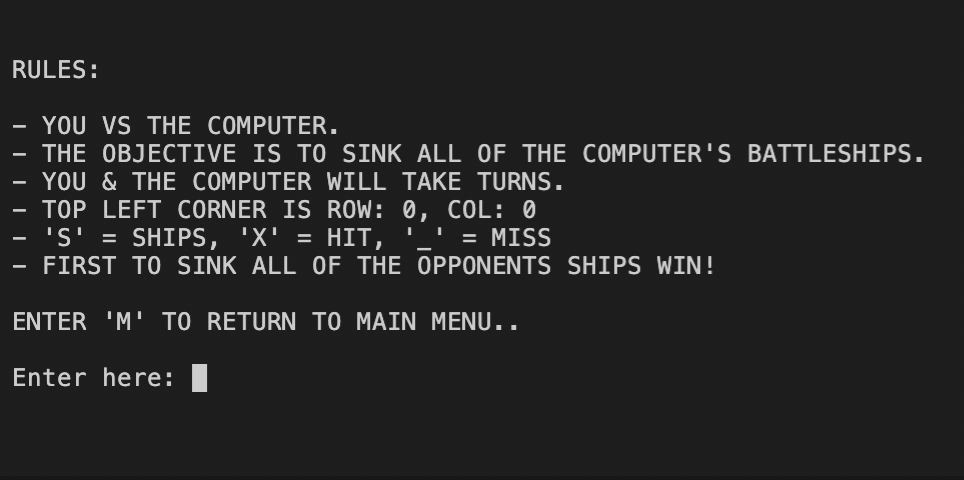 RULES:
- YOU VS THE COMPUTER.
- THE OBJECTIVE IS TO SINK ALL OF THE COMPUTER'S BATTLESHIPS.
- YOU & THE COMPUTER WILL TAKE TURNS.
- TOP LEFT CORNER IS ROW: 0, COL: 0
- 'S' = SHIPS, 'X' = HIT, '_' = MISS
- FIRST TO SINK ALL OF THE OPPONENTS SHIPS WIN!
ENTER 'M' TO RETURN TO MAIN MENU..
Enter here: